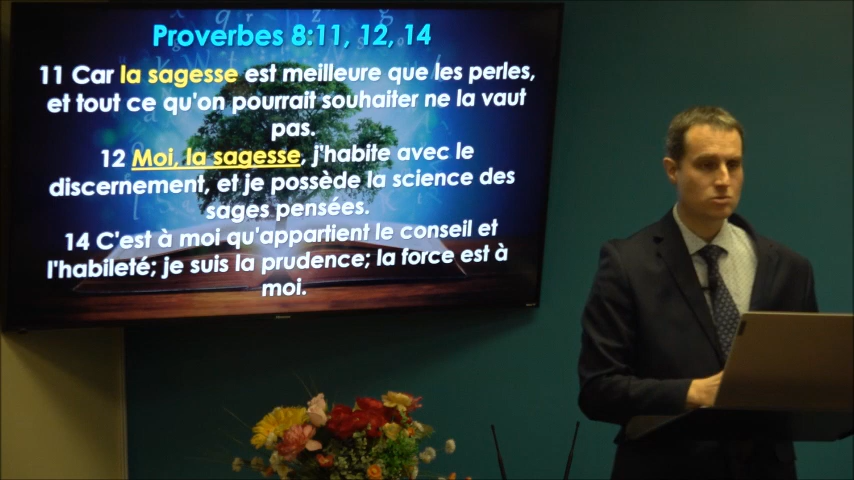 Proverbes 8:11, 12, 14
11 Car la sagesse est meilleure que les perles,
et tout ce qu'on pourrait souhaiter ne la vaut
pas.
12 Moi, la sagesse, j'habite avec le
discernement, et je possède la science des
sages pensées.
14 C'est à moi qu'appartient le conseil et
l'habileté; je suis la prudence; la force est à
moi.